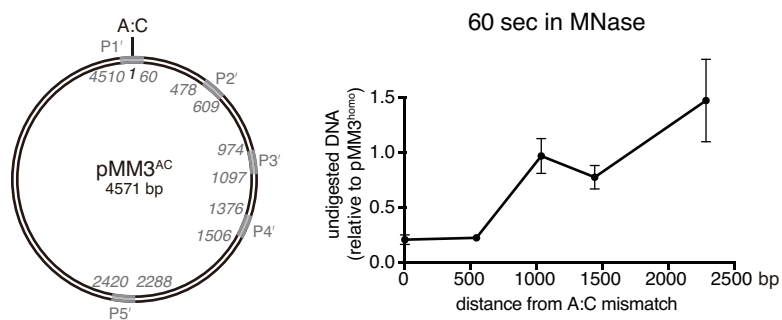 A:C
P1′
4510 1 60
478
P2′
609
974
P3′
1097
1376
P4′
1506
2420 2288
P5′
pMM3ᴬᶜ
4571 bp
60 sec in MNase
undigested DNA
(relative to pMM3ʰᵒᵐᵒ)
1.5
1.0
0.5
0.0
0 500 1000 1500 2000 2500 bp
distance from A:C mismatch